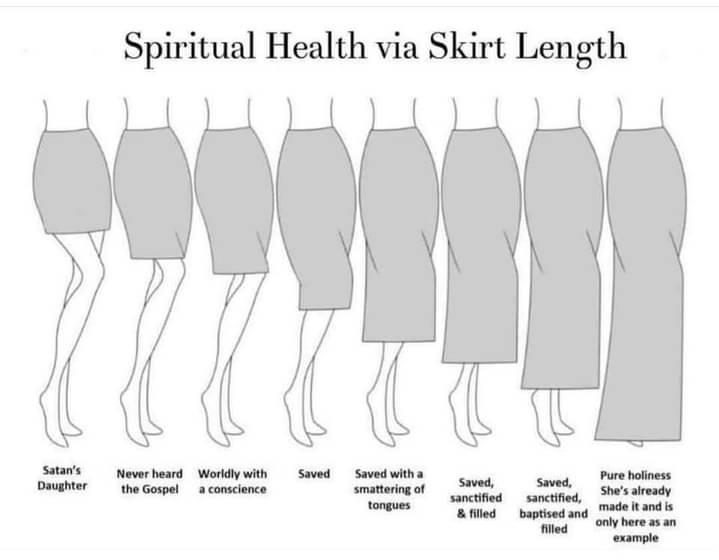 Spiritual Health via Skirt Length
Satan's
Daughter
Never heard
the Gospel
Worldly with
a conscience
Saved
Saved with a
smattering of
tongues
Saved,
sanctified
& filled
Saved,
sanctified,
baptised and
filled
Pure holiness
She's already
made it and is
only here as an
example